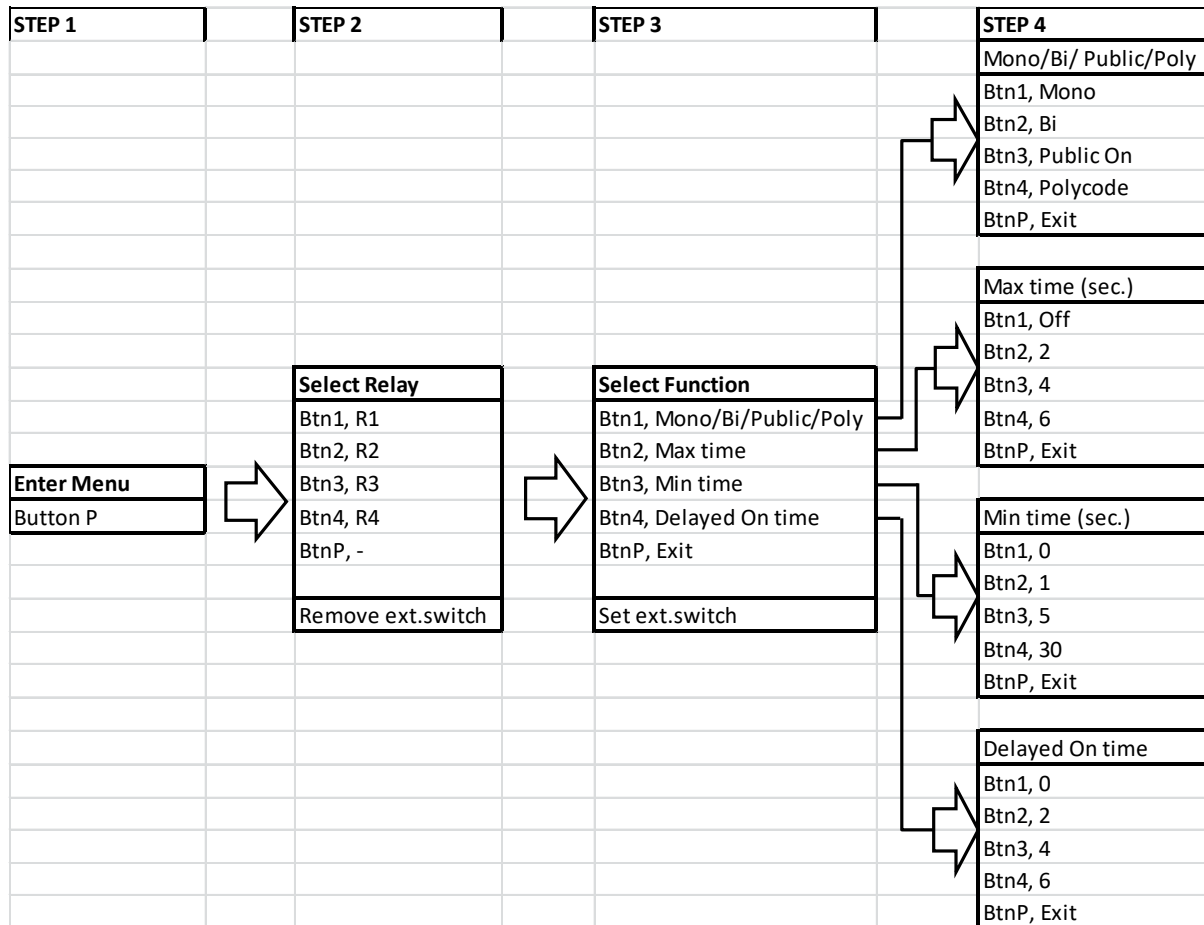 STEP 1
STEP 2
STEP 3
STEP 4
Enter Menu
Button P
Select Relay
Btn1, R1
Btn2, R2
Btn3, R3
Btn4, R4
BtnP, -
Remove ext.switch
Select Function
Btn1, Mono/Bi/Public/Poly
Btn2, Max time
Btn3, Min time
Btn4, Delayed On time
BtnP, Exit
Set ext.switch
Mono/Bi/ Public/Poly
Btn1, Mono
Btn2, Bi
Btn3, Public On
Btn4, Polycode
BtnP, Exit
Max time (sec.)
Btn1, Off
Btn2, 2
Btn3, 4
Btn4, 6
BtnP, Exit
Min time (sec.)
Btn1, 0
Btn2, 1
Btn3, 5
Btn4, 30
BtnP, Exit
Delayed On time
Btn1, 0
Btn2, 2
Btn3, 4
Btn4, 6
BtnP, Exit